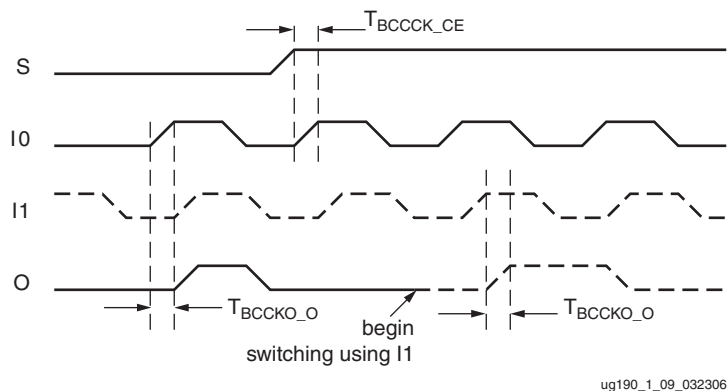 TBCCCK_CE
S
I0
I1
O
TBCCKO_O
begin
switching using I1
TBCCKO_O
ug190_1_09_032306